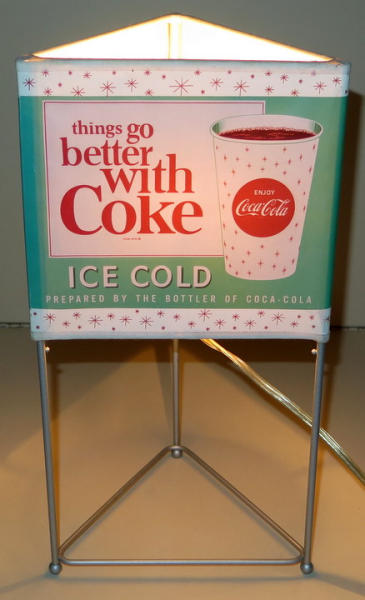 things go
better
with
Coke
ENJOY
Coca-Cola
ICE COLD
PREPARED BY THE BOTTLER OF COCA-COLA